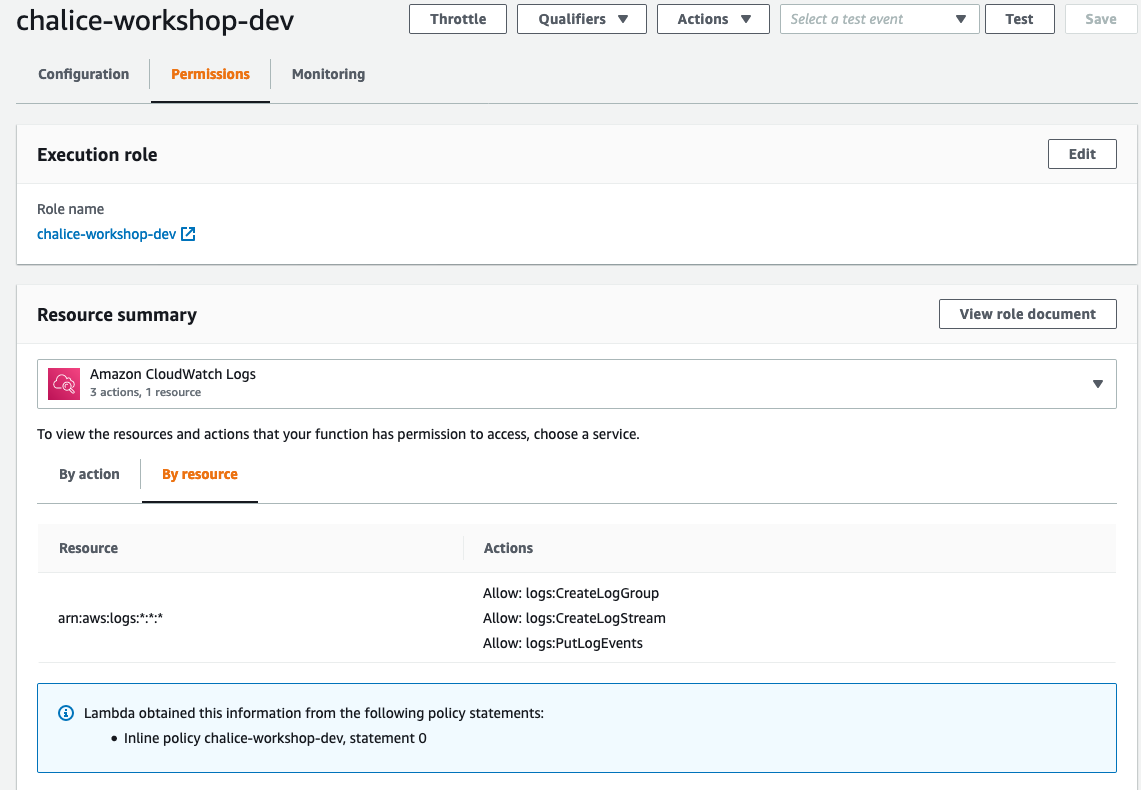 chalice-workshop-dev
Throttle
Qualifiers
Actions
Select a test event
Test
Save
Configuration
Permissions
Monitoring
Execution role
Edit
Role name
chalice-workshop-dev
Resource summary
View role document
Amazon CloudWatch Logs
3 actions, 1 resource
To view the resources and actions that your function has permission to access, choose a service.
By action
By resource
Resource
Actions
arn:aws:logs:*:*:*
Allow: logs:CreateLogGroup
Allow: logs:CreateLogStream
Allow: logs:PutLogEvents
Lambda obtained this information from the following policy statements:
• Inline policy chalice-workshop-dev, statement 0